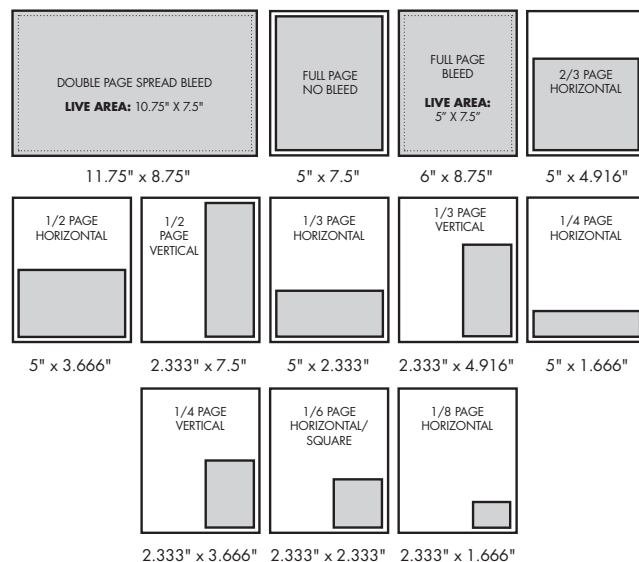 DOUBLE PAGE SPREAD BLEED
LIVE AREA: 10.75" X 7.5"
11.75" x 8.75"
FULL PAGE
NO BLEED
5" x 7.5"
FULL PAGE
BLEED
LIVE AREA:
5" X 7.5"
6" x 8.75"
2/3 PAGE
HORIZONTAL
5" x 4.916"
1/2 PAGE
HORIZONTAL
5" x 3.666"
1/2
PAGE
VERTICAL
2.333" x 7.5"
1/3 PAGE
HORIZONTAL
5" x 2.333"
1/3 PAGE
VERTICAL
2.333" x 4.916"
1/4 PAGE
HORIZONTAL
5" x 1.666"
1/4 PAGE
VERTICAL
2.333" x 3.666"
1/6 PAGE
HORIZONTAL/
SQUARE
2.333" x 2.333"
1/8 PAGE
HORIZONTAL
2.333" x 1.666"